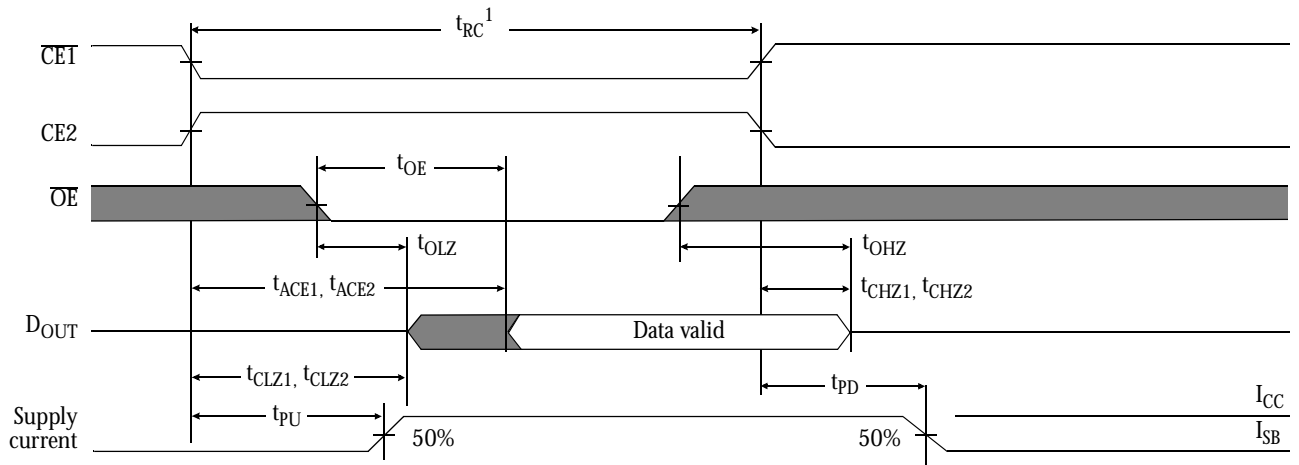 tRC1
CE1
CE2
tOE
OE
tOLZ
tOHZ
tACE1, tACE2
tCHZ1, tCHZ2
DOUT
Data valid
tCLZ1, tCLZ2
tPD
Supply
current
tPU
50%
50%
ICC
ISB